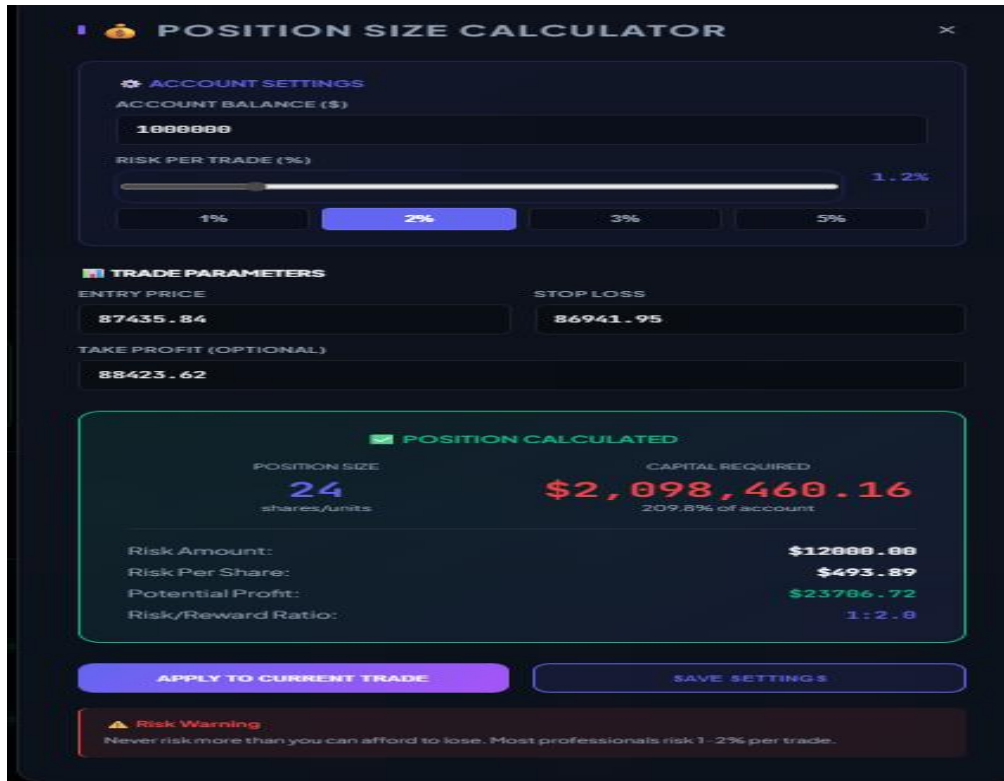 POSITION SIZE CALCULATOR ×
ACCOUNT SETTINGS
ACCOUNT BALANCE ($)
1000000
RISK PER TRADE (%)
1.2%
1% 2% 3% 5%
TRADE PARAMETERS
ENTRY PRICE STOP LOSS
87435.84 86941.95
TAKE PROFIT (OPTIONAL)
88423.62
POSITION CALCULATED
POSITION SIZE CAPITAL REQUIRED
24 $2,098,460.16
shares/units 209.8% of account
Risk Amount: $12000.00
Risk Per Share: $493.89
Potential Profit: $23706.72
Risk/Reward Ratio: 1:2.0
APPLY TO CURRENT TRADE SAVE SETTINGS
Risk Warning
Never risk more than you can afford to lose. Most professionals risk 1-2% per trade.